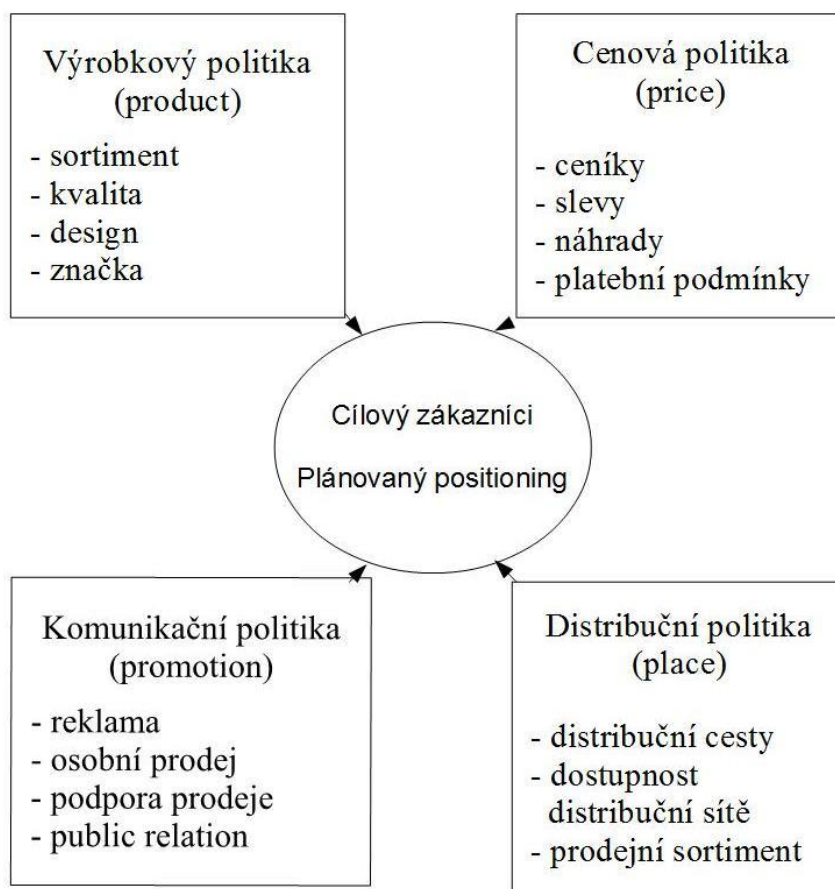 Výrobkový politika
(product)
- sortiment
- kvalita
- design
- značka
Cenová politika
(price)
- ceníky
- slevy
- náhrady
- platební podmínky
Cílový zákazníci
Plánovaný positioning
Komunikační politika
(promotion)
- reklama
- osobní prodej
- podpora prodeje
- public relation
Distribuční politika
(place)
- distribuční cesty
- dostupnost
distribuční sítě
- prodejní sortiment